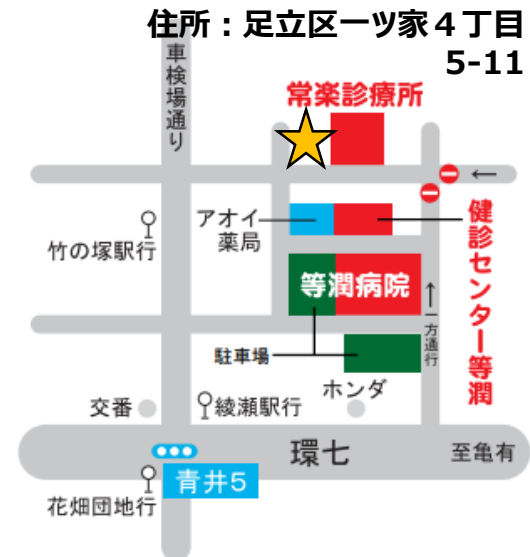 住所：足立区一ツ家４丁目
5-11
車検場通り
常楽診療所
←
アオイ
薬局
健診センター等潤
竹の塚駅行
等潤病院
↑一方通行
駐車場
ホンダ
交番
綾瀬駅行
環七
至亀有
青井5
花畑団地行